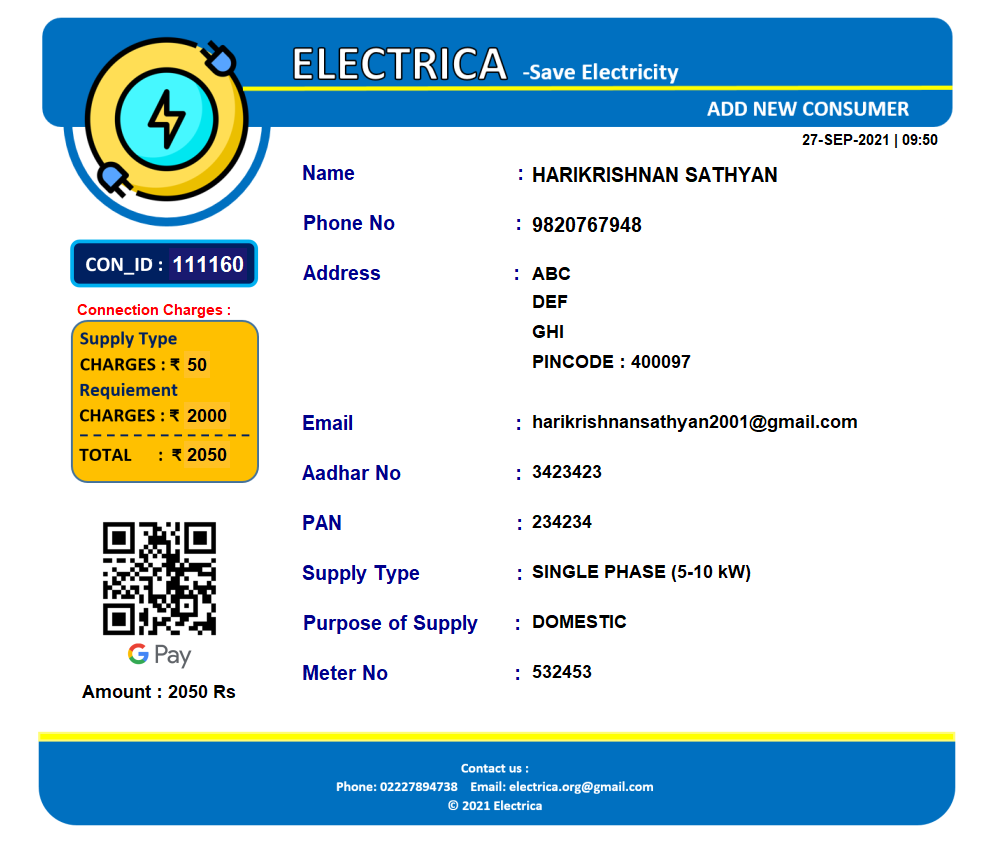 ELECTRICA -Save Electricity
ADD NEW CONSUMER
27-SEP-2021 | 09:50
Name : HARIKRISHNAN SATHYAN
Phone No : 9820767948
Address : ABC
DEF
GHI
PINCODE : 400097
Email : harikrishnansathyan2001@gmail.com
Aadhar No : 3423423
PAN : 234234
Supply Type : SINGLE PHASE (5-10 kW)
Purpose of Supply : DOMESTIC
Meter No : 532453
CON_ID : 111160
Connection Charges :
Supply Type
CHARGES : ₹ 50
Requiement
CHARGES : ₹ 2000
TOTAL : ₹ 2050
G Pay
Amount : 2050 Rs
Contact us :
Phone: 02227894738 Email: electrica.org@gmail.com
© 2021 Electrica